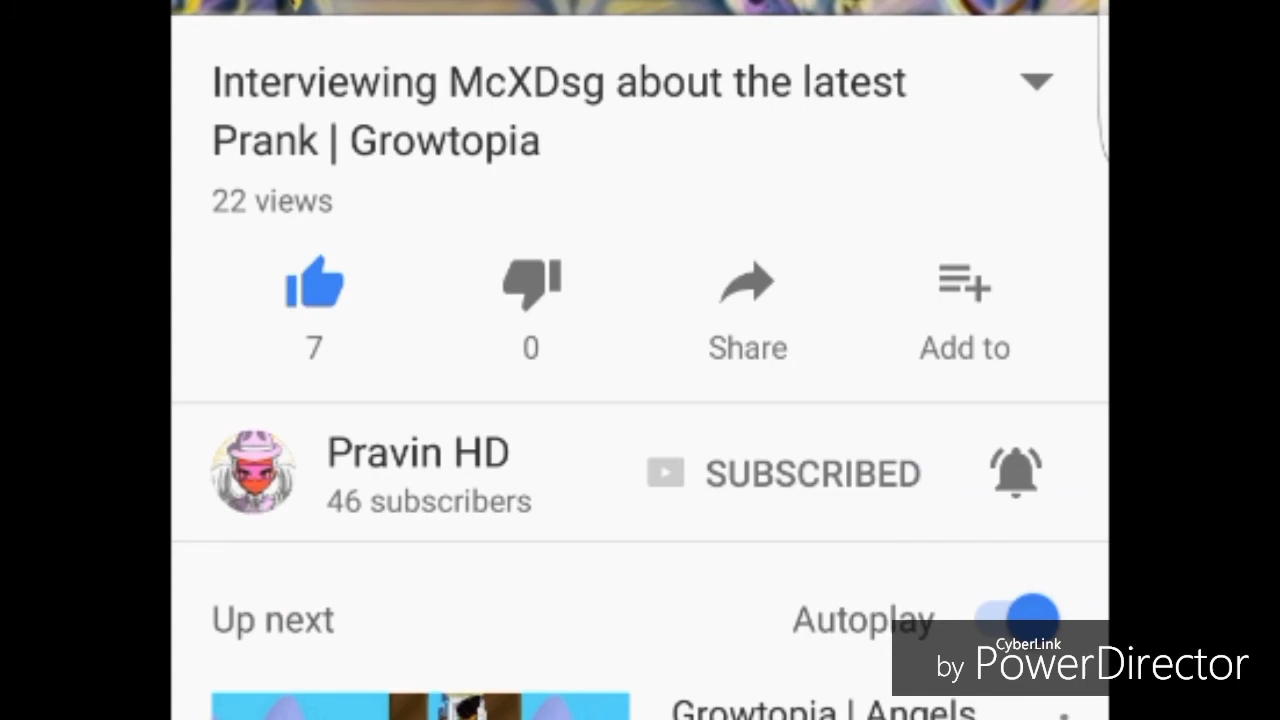 Interviewing McXDsg about the latest
Prank | Growtopia
22 views
7
0
Share
Add to
Pravin HD
46 subscribers
SUBSCRIBED
Up next
Autoplay
CyberLink
by PowerDirector
Growtopia | Angels